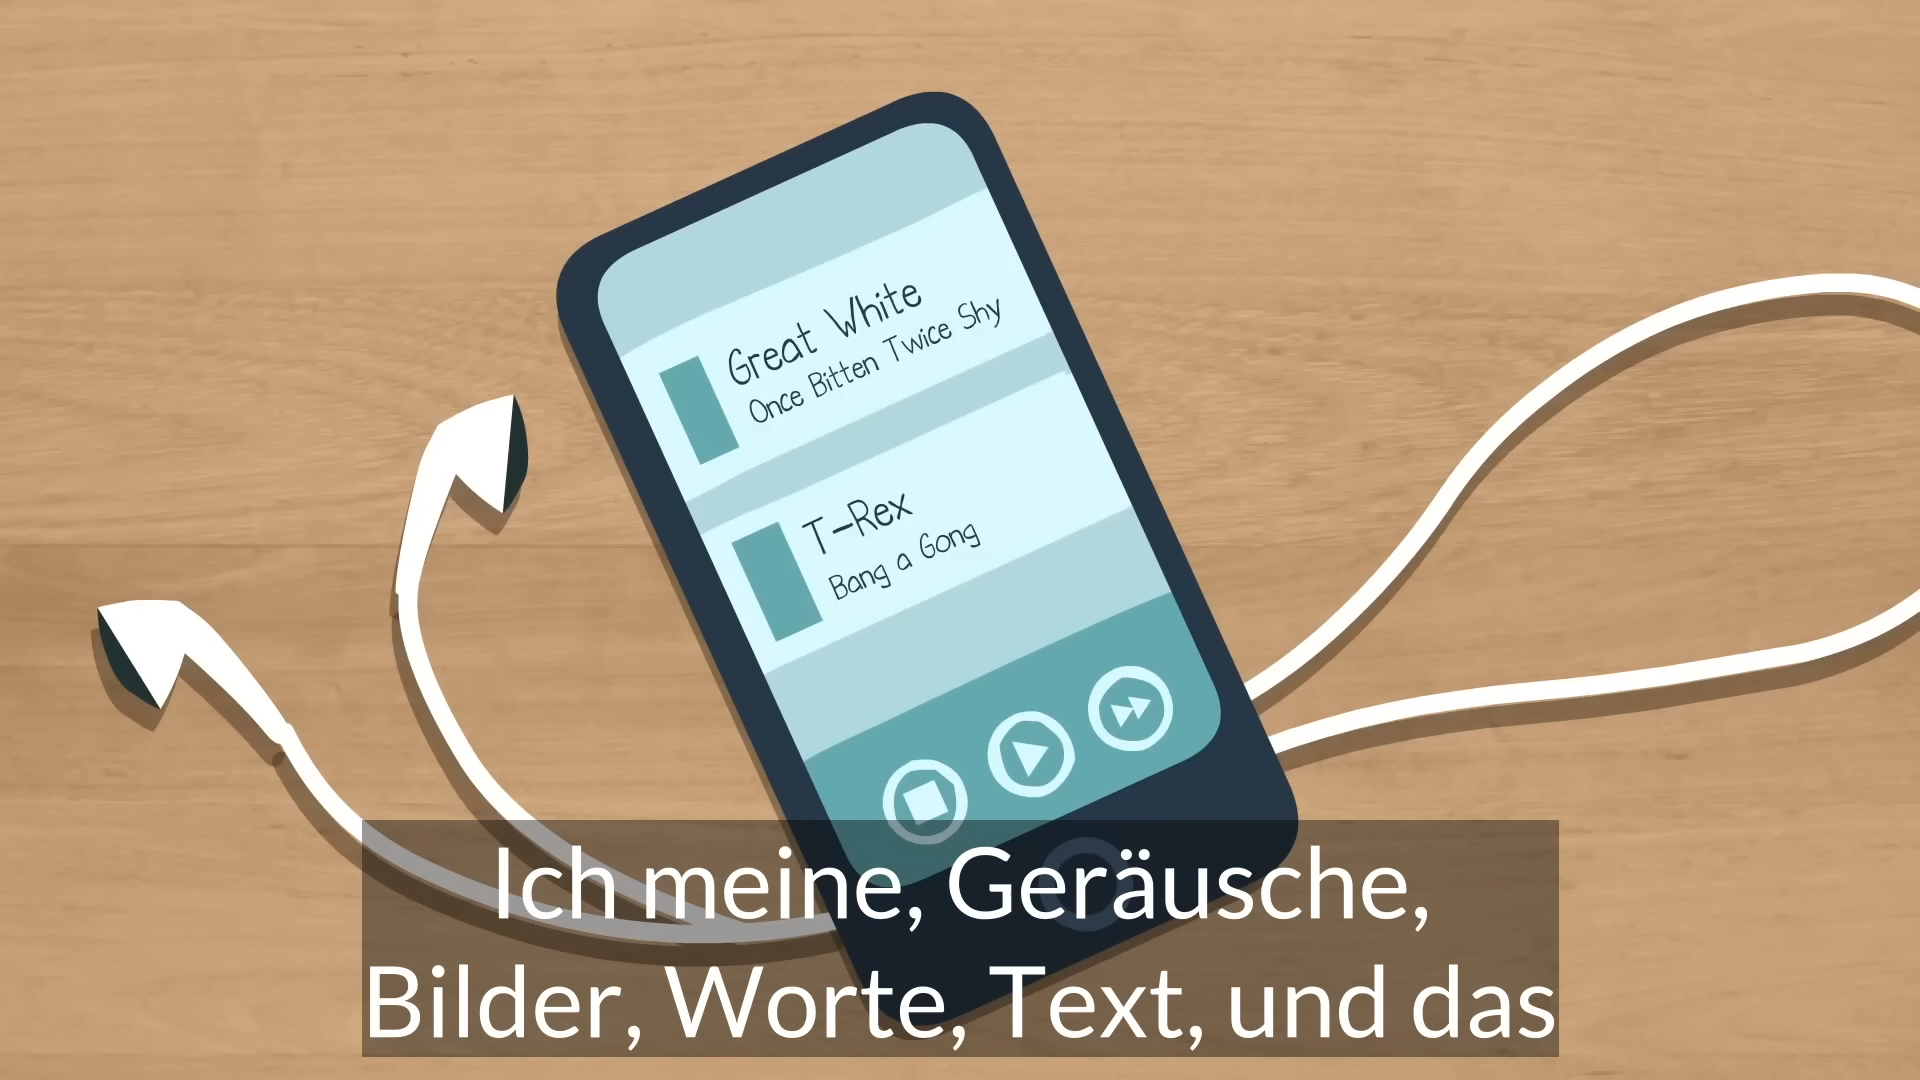 Great White
Once Bitten Twice Shy
T-Rex
Bang a Gong
Ich meine, Geräusche,
Bilder, Worte, Text, und das